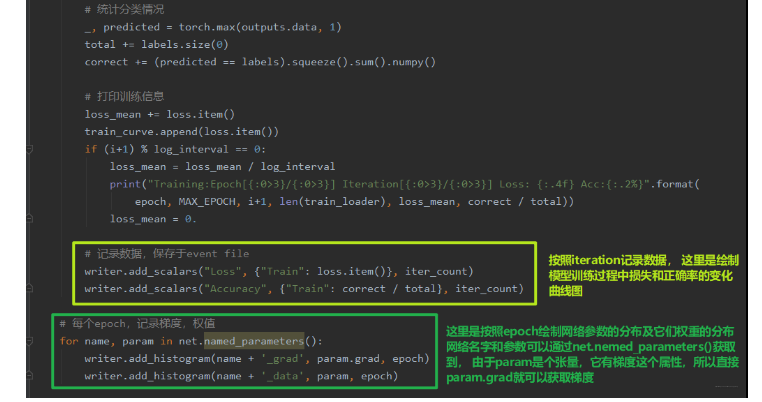 # 统计分类情况
_, predicted = torch.max(outputs.data, 1)
total += labels.size(0)
correct += (predicted == labels).squeeze().sum().numpy()
# 打印训练信息
loss_mean += loss.item()
train_curve.append(loss.item())
if (i+1) % log_interval == 0:
loss_mean = loss_mean / log_interval
print("Training:Epoch[{:0>3}/{:0>3}] Iteration[{:0>3}/{:0>3}] Loss: {:.4f} Acc:{:.2%}".format(
epoch, MAX_EPOCH, i+1, len(train_loader), loss_mean, correct / total))
loss_mean = 0.
# 记录数据，保存于event file
writer.add_scalars("Loss", {"Train": loss.item()}, iter_count)
writer.add_scalars("Accuracy", {"Train": correct / total}, iter_count)
按照iteration记录数据， 这里是绘制
模型训练过程中损失和正确率的变化
曲线图
# 每个epoch，记录梯度，权值
for name, param in net.named_parameters():
writer.add_histogram(name + '_grad', param.grad, epoch)
writer.add_histogram(name + '_data', param, epoch)
这里是按照epoch绘制网络参数的分布及它们权重的分布
网络名字和参数可以通过net.nemed_parameters()获取
到， 由于param是个张量，它有梯度这个属性，所以直接
param.grad就可以获取梯度